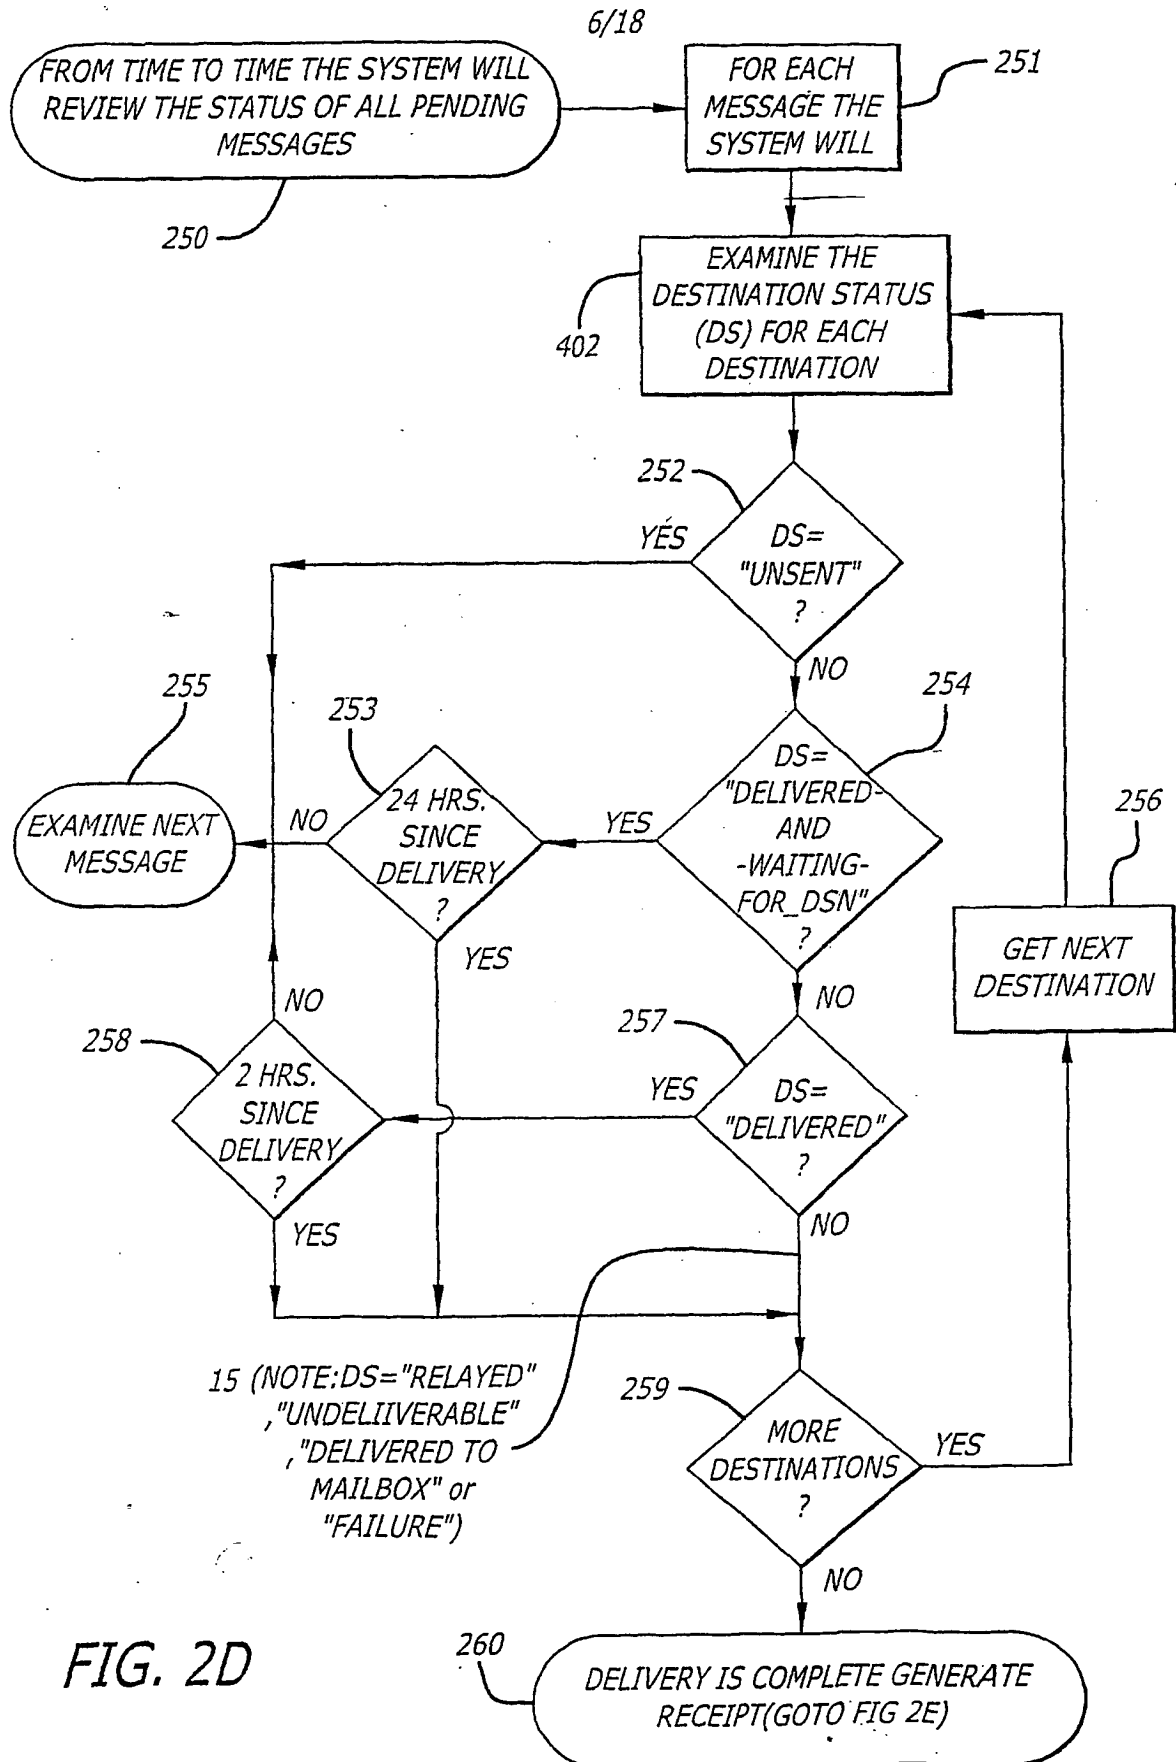 6/18
FROM TIME TO TIME THE SYSTEM WILL
REVIEW THE STATUS OF ALL PENDING
MESSAGES
250
FOR EACH
MESSAGE THE
SYSTEM WILL
251
EXAMINE THE
DESTINATION STATUS
(DS) FOR EACH
DESTINATION
402
252
YES
DS=
"UNSENT"
?
NO
255
253
254
EXAMINE NEXT
MESSAGE
NO
24 HRS.
SINCE
DELIVERY
?
YES
YES
DS=
"DELIVERED-
AND
-WAITING-
FOR_DSN"
?
NO
256
GET NEXT
DESTINATION
NO
258
2 HRS.
SINCE
DELIVERY
?
YES
257
YES
DS=
"DELIVERED"
?
NO
15 (NOTE:DS="RELAYED"
,"UNDELIIVERABLE"
,"DELIVERED TO
MAILBOX" or
"FAILURE")
259
MORE
DESTINATIONS
?
YES
NO
260
DELIVERY IS COMPLETE GENERATE
RECEIPT(GOTO FIG 2E)
FIG. 2D